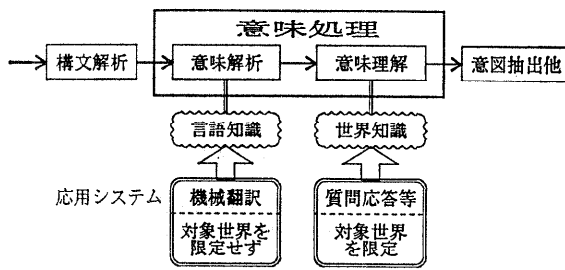 意味処理
構文解析
意味解析
意味理解
意図抽出他
言語知識
世界知識
応用システム
機械翻訳
対象世界を
限定せず
質問応答等
対象世界
を限定